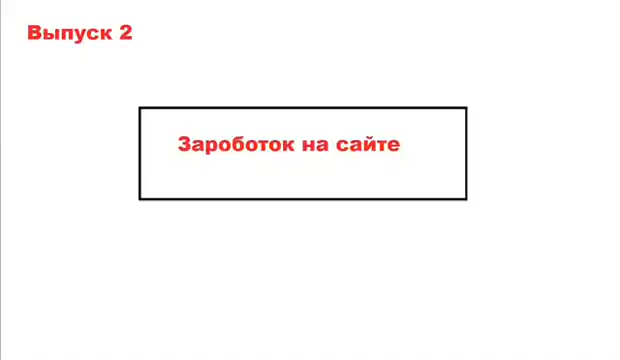 Выпуск 2
Зароботок на сайте